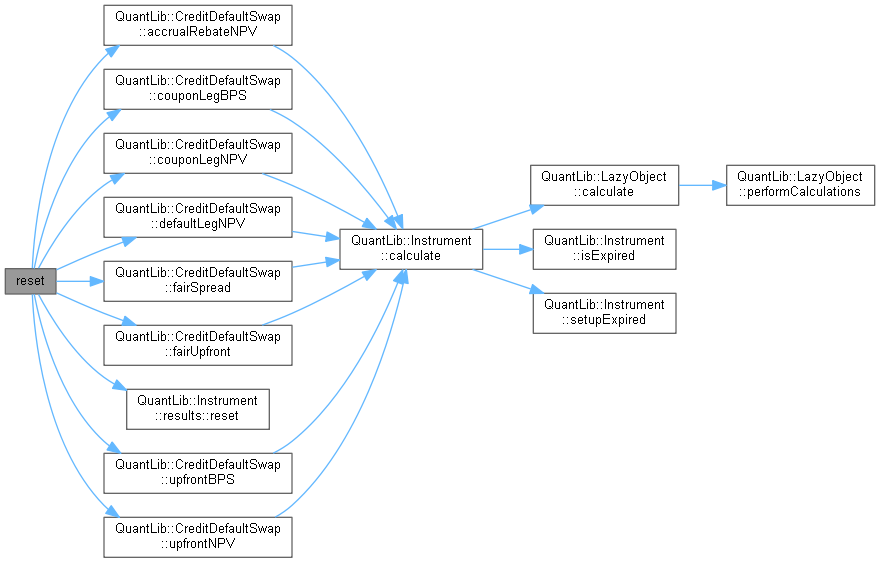 reset
QuantLib::CreditDefaultSwap
::accrualRebateNPV
QuantLib::CreditDefaultSwap
::couponLegBPS
QuantLib::CreditDefaultSwap
::couponLegNPV
QuantLib::CreditDefaultSwap
::defaultLegNPV
QuantLib::CreditDefaultSwap
::fairSpread
QuantLib::CreditDefaultSwap
::fairUpfront
QuantLib::Instrument
::results::reset
QuantLib::CreditDefaultSwap
::upfrontBPS
QuantLib::CreditDefaultSwap
::upfrontNPV
QuantLib::Instrument
::calculate
QuantLib::LazyObject
::calculate
QuantLib::Instrument
::isExpired
QuantLib::Instrument
::setupExpired
QuantLib::LazyObject
::performCalculations